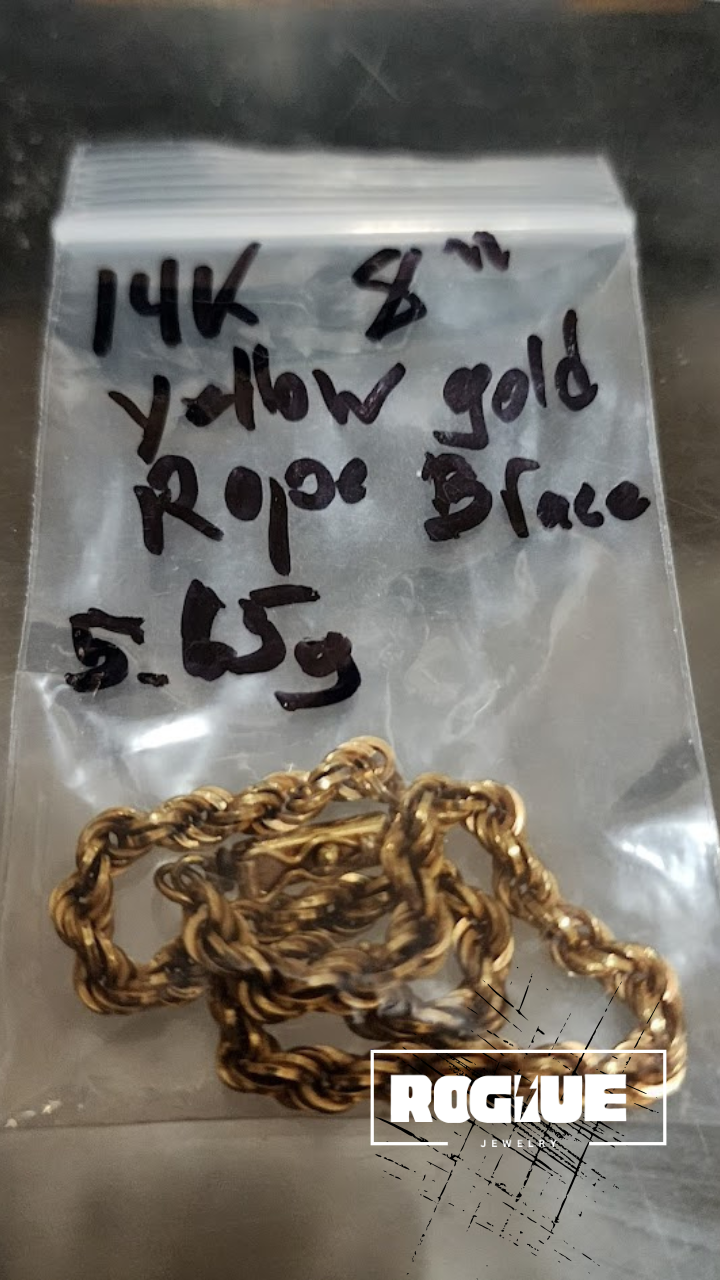 14K 8"
yellow gold
Rope Brace
5.65g
ROGUE
JEWELRY